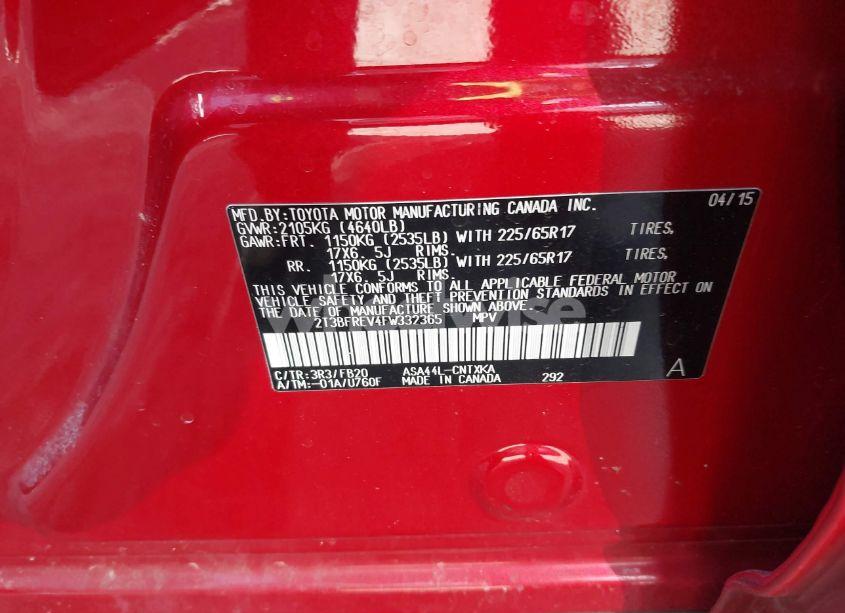 MFD.BY:TOYOTA MOTOR MANUFACTURING CANADA INC. 04/15
GVWR:2105KG (4640LB)
GAWR:FRT. 1150KG (2535LB) WITH 225/65R17 TIRES,
17X6.5J RIMS.
RR. 1150KG (2535LB) WITH 225/65R17 TIRES,
17X6.5J RIMS.
THIS VEHICLE CONFORMS TO ALL APPLICABLE FEDERAL MOTOR
VEHICLE SAFETY AND THEFT PREVENTION STANDARDS IN EFFECT ON
THE DATE OF MANUFACTURE SHOWN ABOVE.
2T3BFREV4FW332365 MPV
C/TR:3R3/FB20 ASA44L-CNTXKA A
A/TM:-01A/U760F MADE IN CANADA 292